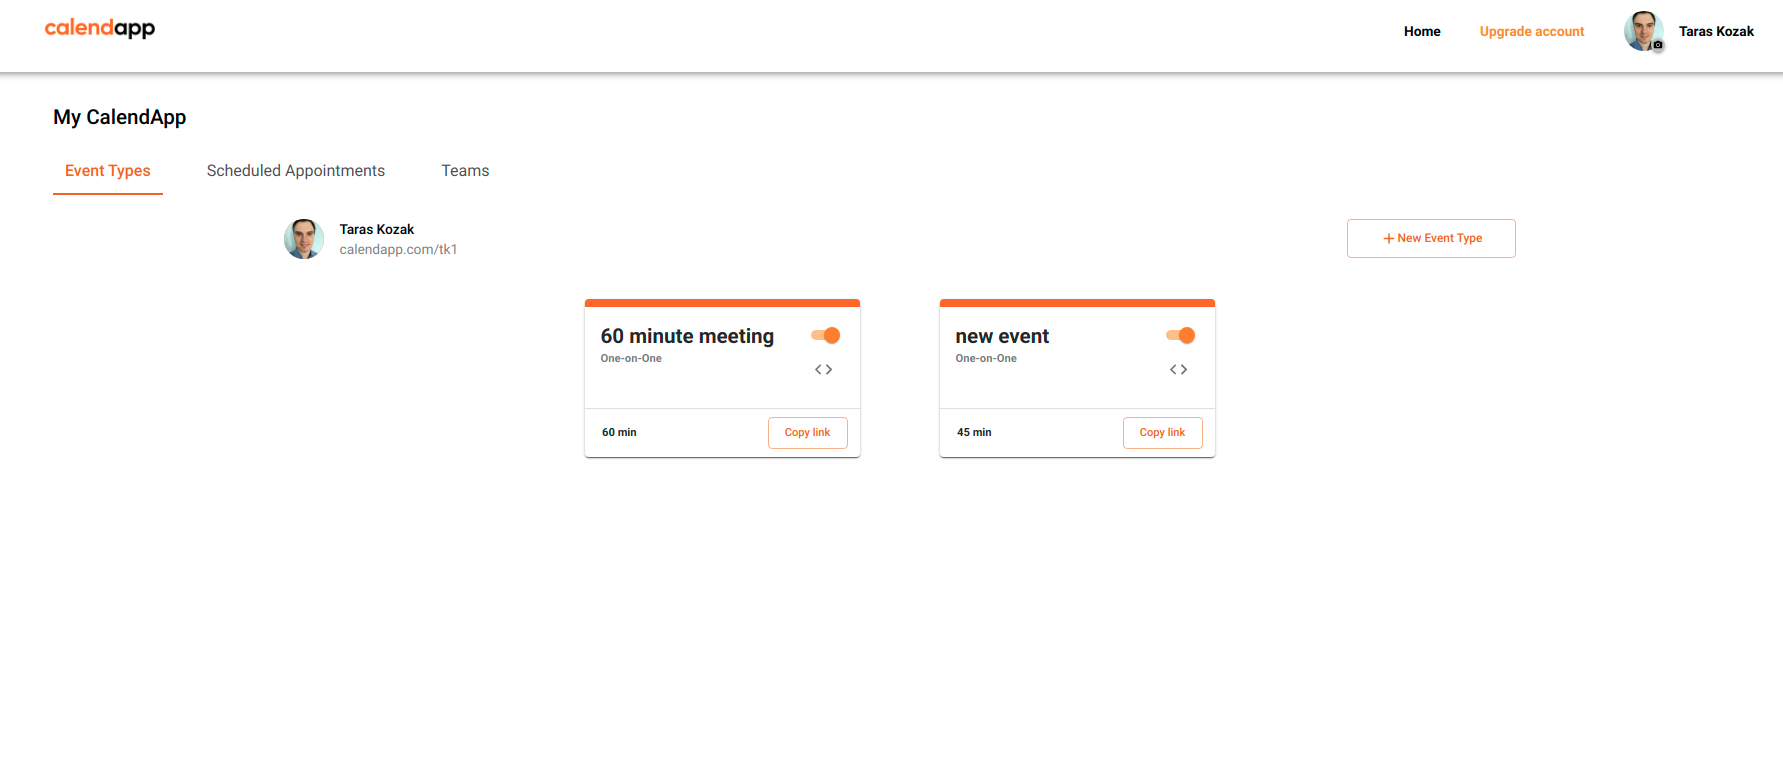 calendapp
Home Upgrade account Taras Kozak
My CalendApp
Event Types Scheduled Appointments Teams
Taras Kozak
calendapp.com/tk1
+ New Event Type
60 minute meeting
One-on-One
<>
60 min Copy link
new event
One-on-One
<>
45 min Copy link